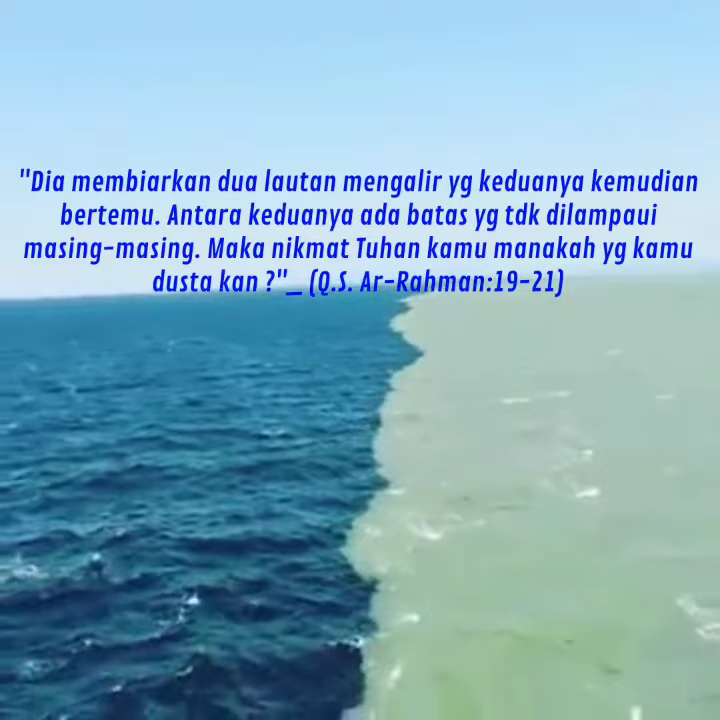 "Dia membiarkan dua lautan mengalir yg keduanya kemudian
bertemu. Antara keduanya ada batas yg tdk dilampaui
masing-masing. Maka nikmat Tuhan kamu manakah yg kamu
dusta kan ?"_ (Q.S. Ar-Rahman:19-21)